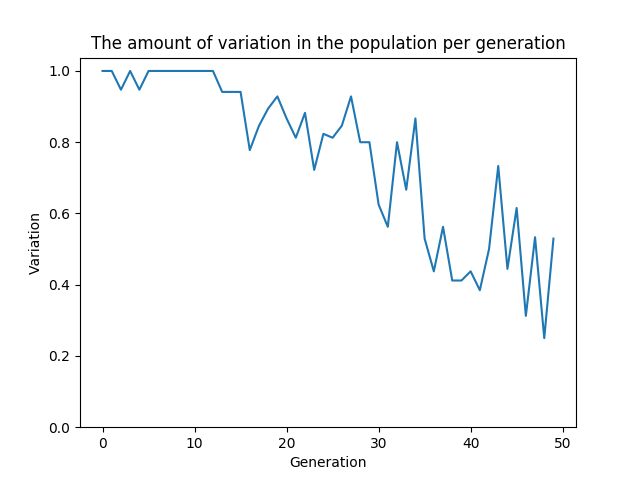 The amount of variation in the population per generation
1.0
0.8
0.6
0.4
0.2
0.0
Variation
0 10 20 30 40 50
Generation